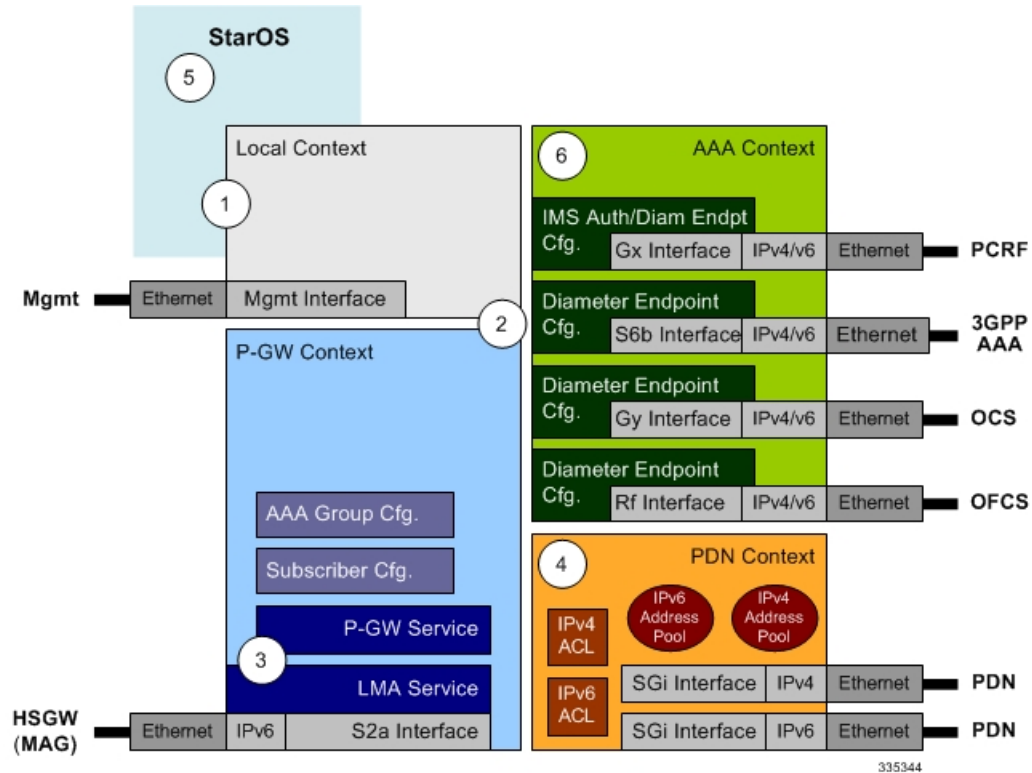 StarOS
5
Local Context
1
Mgmt
Ethernet
Mgmt Interface
2
P-GW Context
AAA Group Cfg.
Subscriber Cfg.
P-GW Service
3
LMA Service
HSGW
(MAG)
Ethernet
IPv6
S2a Interface
6
AAA Context
IMS Auth/Diam Endpt
Cfg.
Gx Interface
IPv4/v6
Ethernet
PCRF
Diameter Endpoint
Cfg.
S6b Interface
IPv4/v6
Ethernet
3GPP
AAA
Diameter Endpoint
Cfg.
Gy Interface
IPv4/v6
Ethernet
OCS
Diameter Endpoint
Cfg.
Rf Interface
IPv4/v6
Ethernet
OFCS
4
PDN Context
IPv6
Address
Pool
IPv4
Address
Pool
IPv4
ACL
IPv6
ACL
SGi Interface
IPv4
Ethernet
PDN
SGi Interface
IPv6
Ethernet
PDN
335344